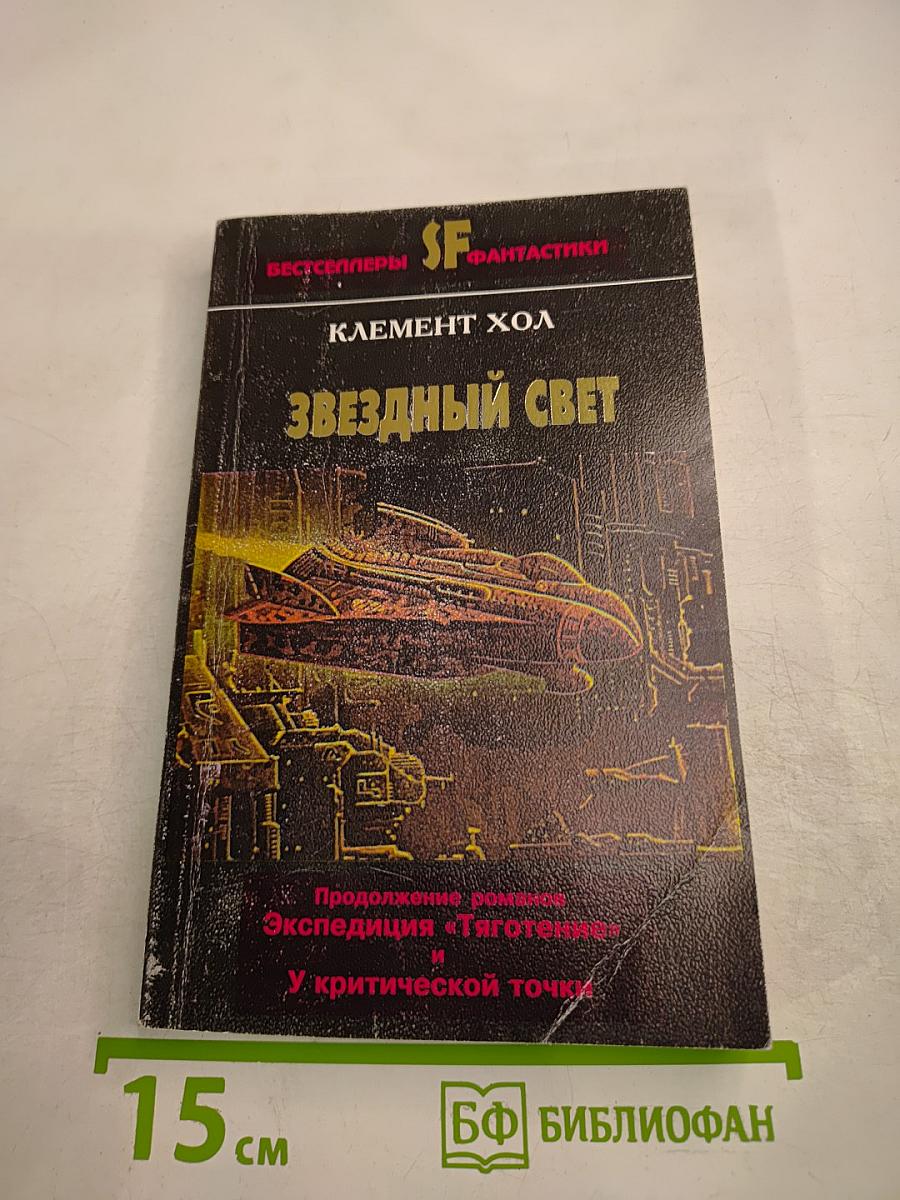 БЕСТСЕЛЛЕРЫ SF ФАНТАСТИКИ
КЛЕМЕНТ ХОЛ
ЗВЕЗДНЫЙ СВЕТ
Продолжение романов
Экспедиция «Тяготение»
и
У критической точки
15 см
БФ БИБЛИОФАН